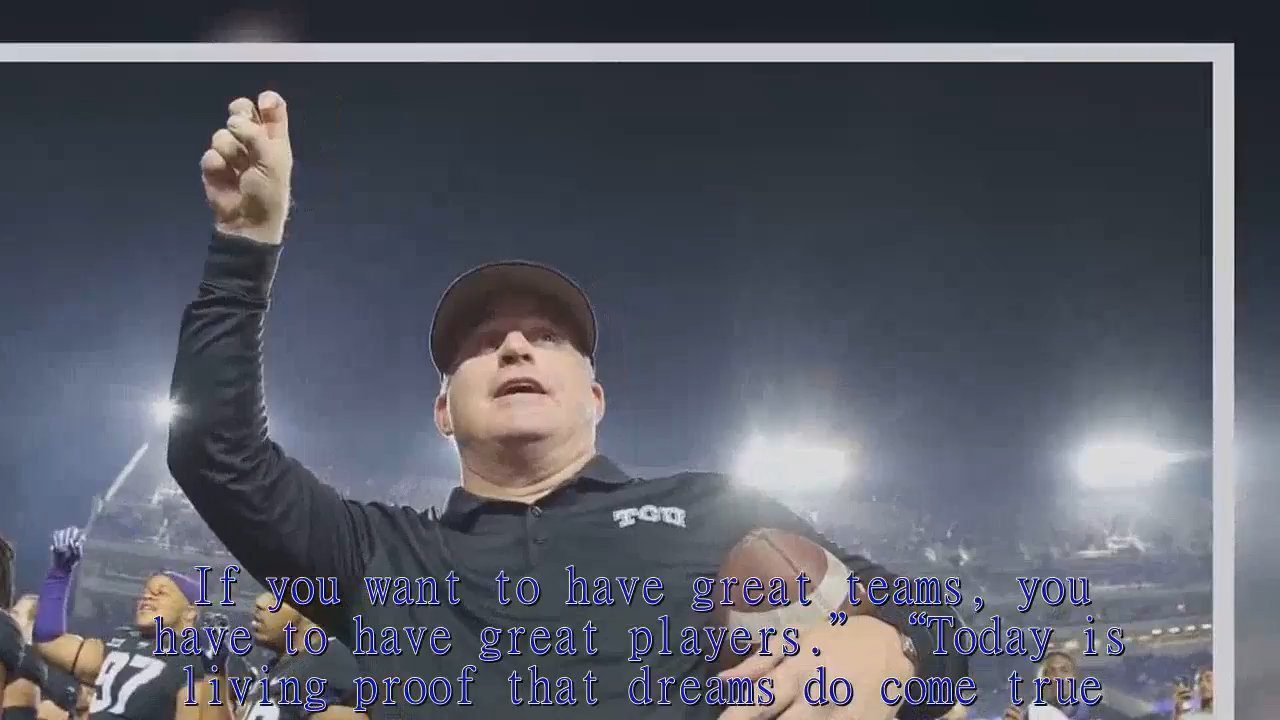 TCU
97
If you want to have great teams, you
have to have great players.” “Today is
living proof that dreams do come true